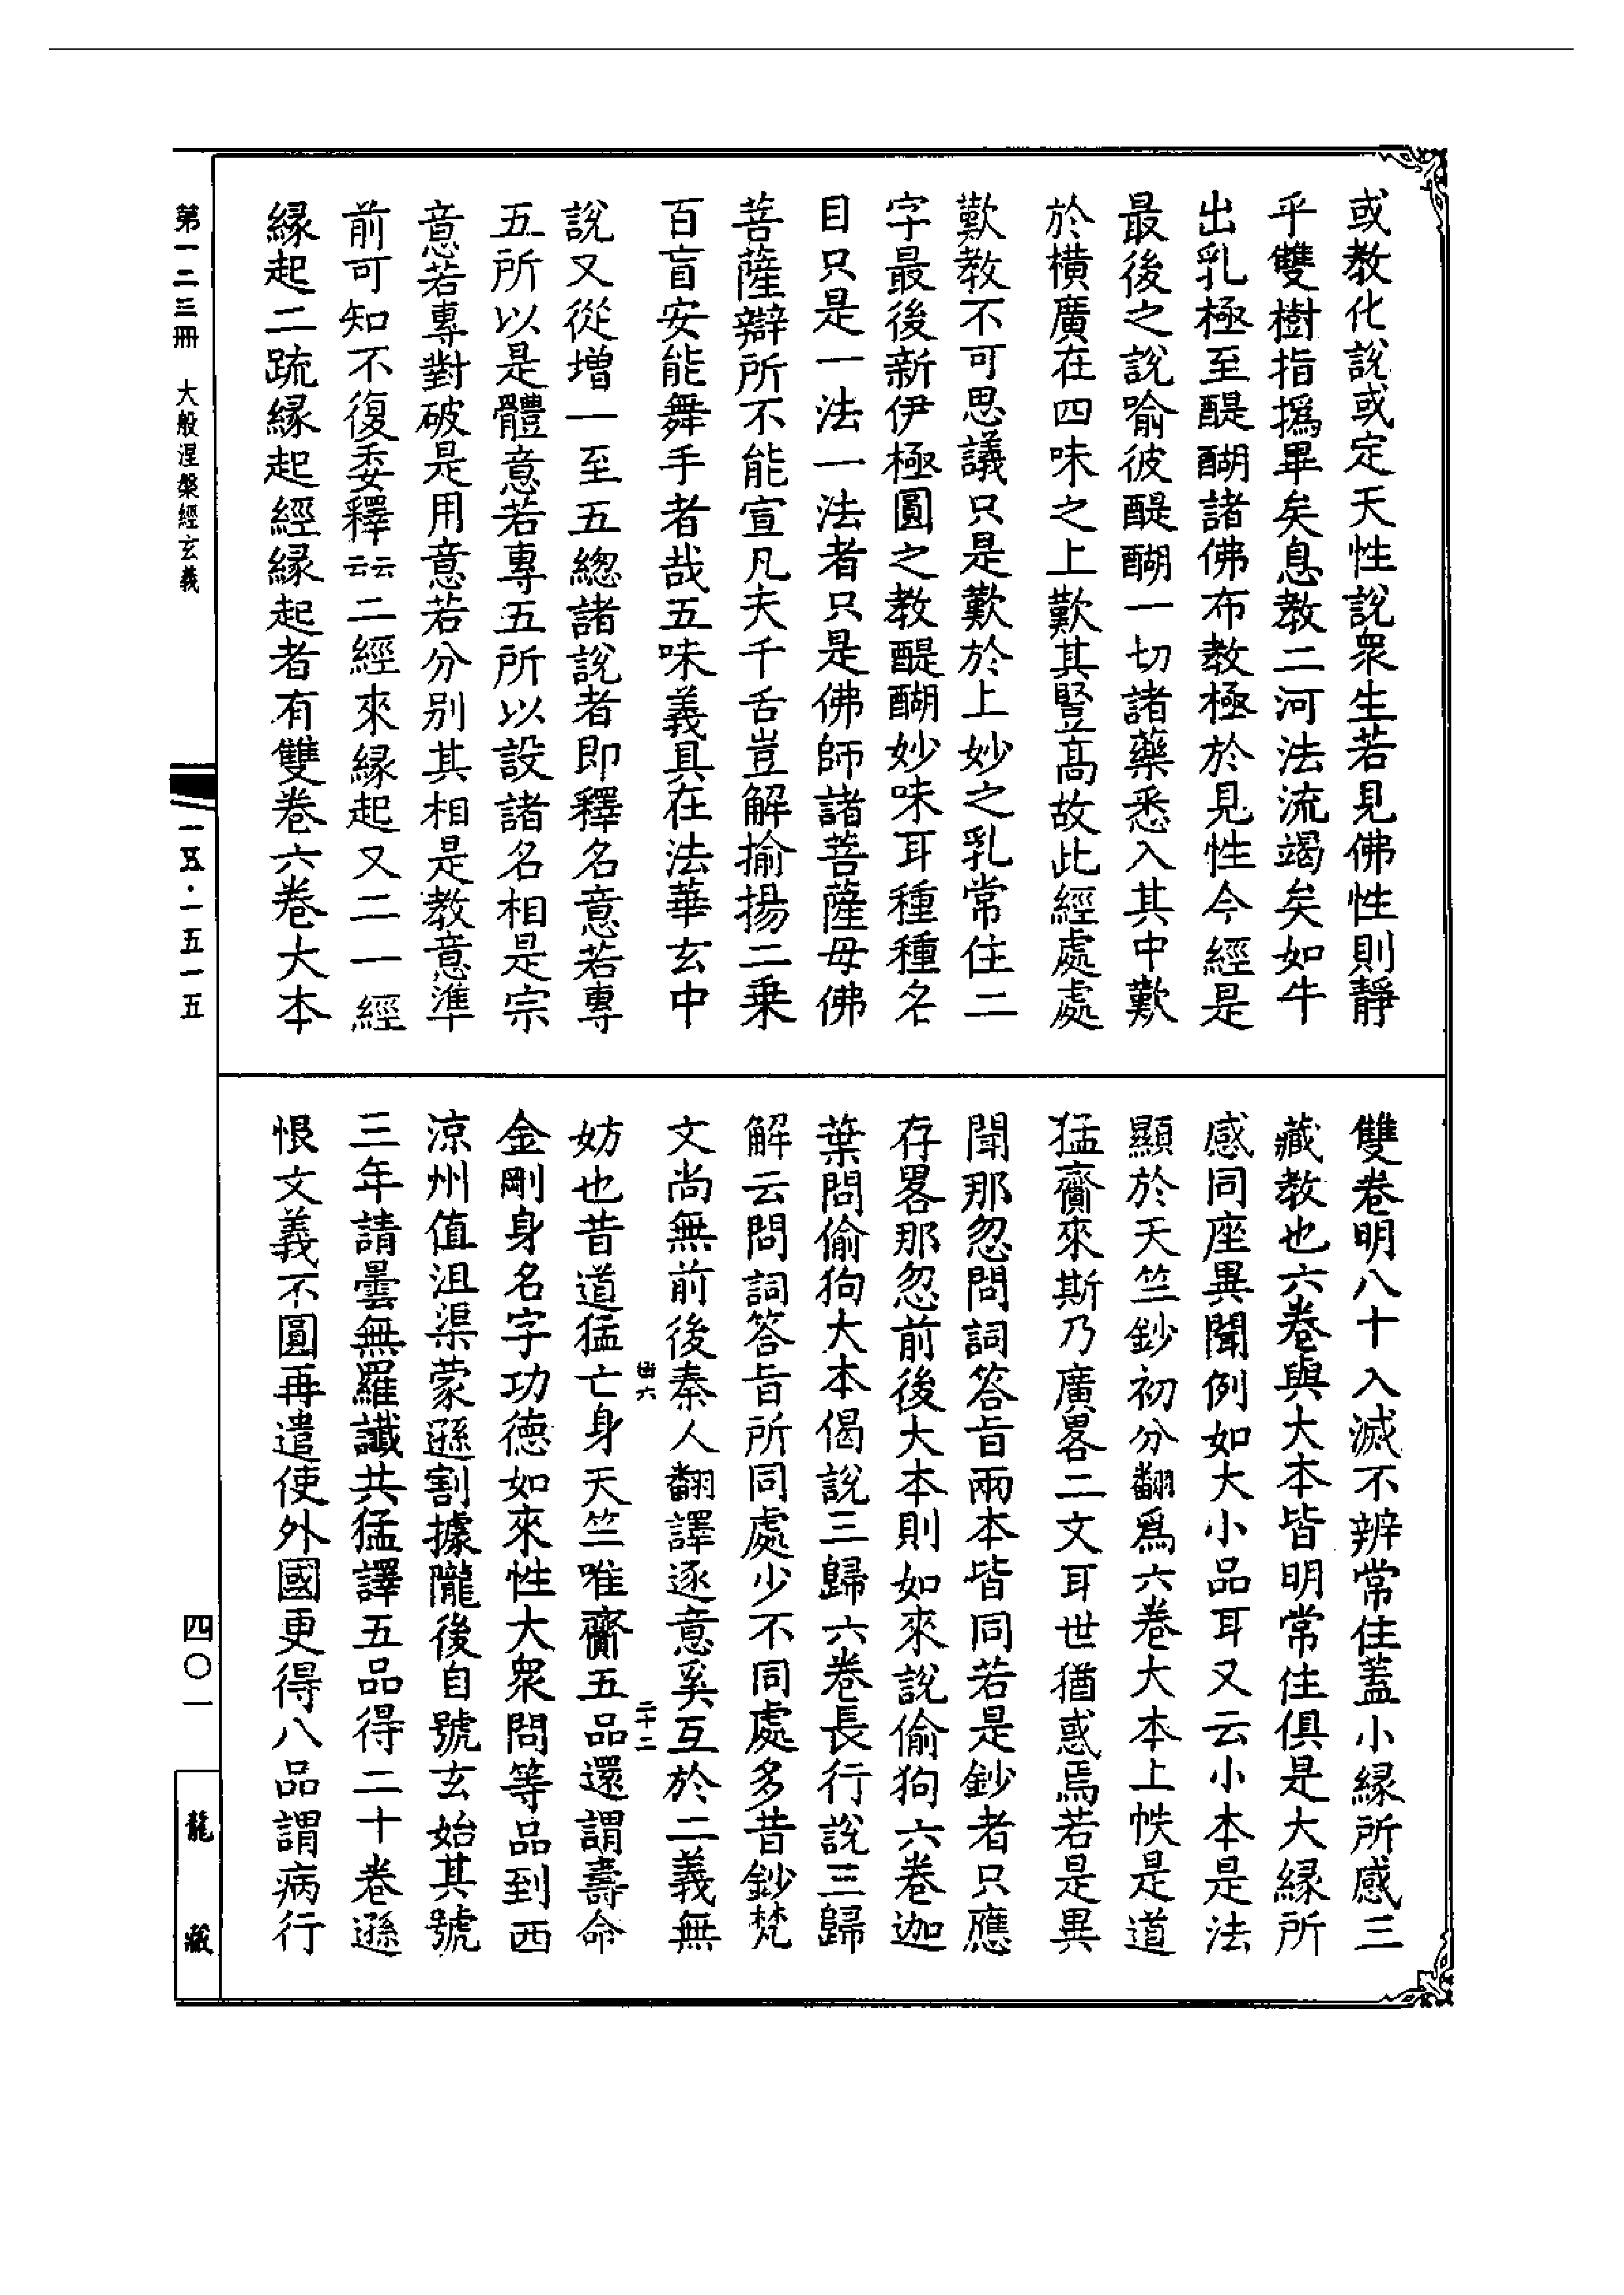 或教化說或定天性說衆生若見佛性則靜
乎雙樹指撝畢矣息教二河法流竭矣如牛
出乳極至醍醐諸佛布教極於見性今經是
最後之說喻彼醍醐一切諸藥悉入其中歎
於橫廣在四味之上歎其豎高故此經處處
歎教不可思議只是歎於上妙之乳常住二
字最後新伊極圓之教醍醐妙味耳種種名
目只是一法一法者只是佛師諸菩薩母佛
菩薩辯所不能宣凡夫千舌豈解揄揚二乗
百盲安能舞手者哉五味義具在法華玄中
說又從增一至五緫諸說者即釋名意若專
五所以是體意若專五所以設諸名相是宗
意若專對破是用意若分别其相是教意準
前可知不復委釋云云二經來緣起又二一經
緣起二䟽緣起經緣起者有雙卷六卷大本
雙卷明八十入滅不辨常住蓋小緣所感三
藏教也六卷與大本皆明常住俱是大緣所
感同座異聞例如大小品耳又云小本是法
顯於天竺鈔初分翻爲六卷大本上帙是道
猛齎來斯乃廣畧二文耳世猶惑焉若是異
聞那忽問詞答旨兩本皆同若是鈔者只應
存畧那忽前後大本則如來說偷狗六卷迦
葉問偷狗大本偈說三歸六卷長行說三歸
解云問詞答旨所同處少不同處多昔鈔梵
文尚無前後秦人翻譯逐意奚互於二義無
妨也昔道猛亡身天竺唯齎五品還謂壽命
金剛身名字功德如來性大衆問等品到西
涼州值沮渠蒙遜割據隴後自號玄始其號
三年請曇無羅讖共猛譯五品得二十卷遜
恨文義不圓再遣使外國更得八品謂病行
二十二
第一二三冊　大般涅槃經玄義
一五·一五一五
四〇一
龍藏